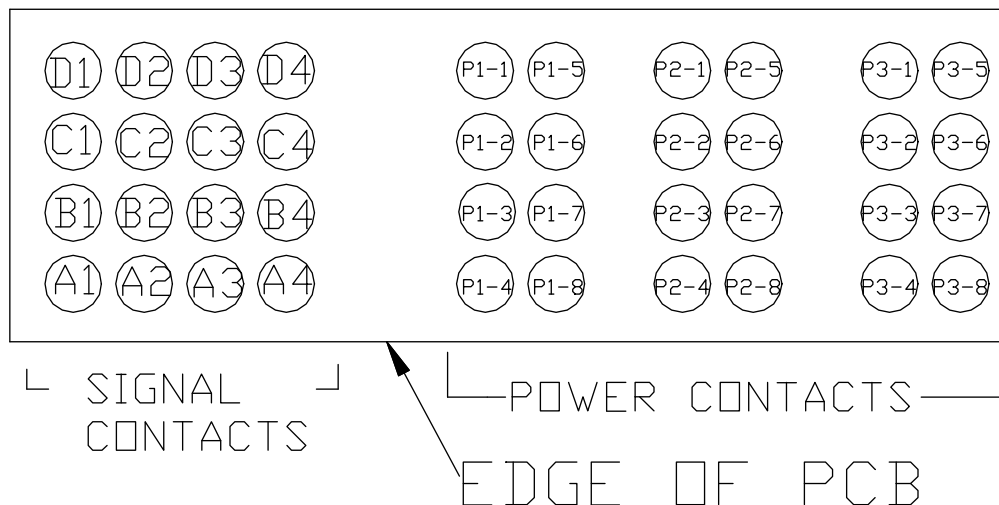 D1 D2 D3 D4 P1-1 P1-5 P2-1 P2-5 P3-1 P3-5
C1 C2 C3 C4 P1-2 P1-6 P2-2 P2-6 P3-2 P3-6
B1 B2 B3 B4 P1-3 P1-7 P2-3 P2-7 P3-3 P3-7
A1 A2 A3 A4 P1-4 P1-8 P2-4 P2-8 P3-4 P3-8
SIGNAL
CONTACTS
POWER CONTACTS
EDGE OF PCB